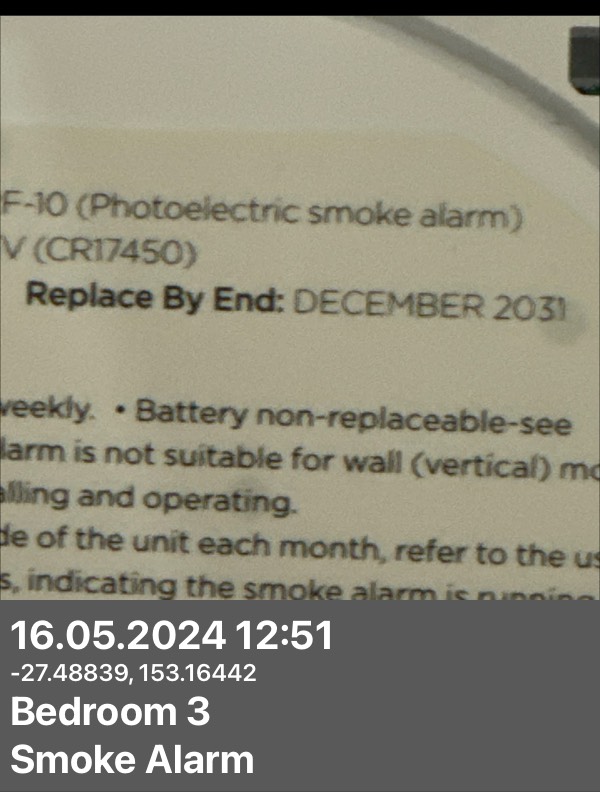 F-10 (Photoelectric smoke alarm)
V (CR17450)
Replace By End: DECEMBER 2031
weekly. • Battery non-replaceable-see
larm is not suitable for wall (vertical) mo
alling and operating.
de of the unit each month, refer to the us
s, indicating the smoke alarm is running
16.05.2024 12:51
-27.48839, 153.16442
Bedroom 3
Smoke Alarm